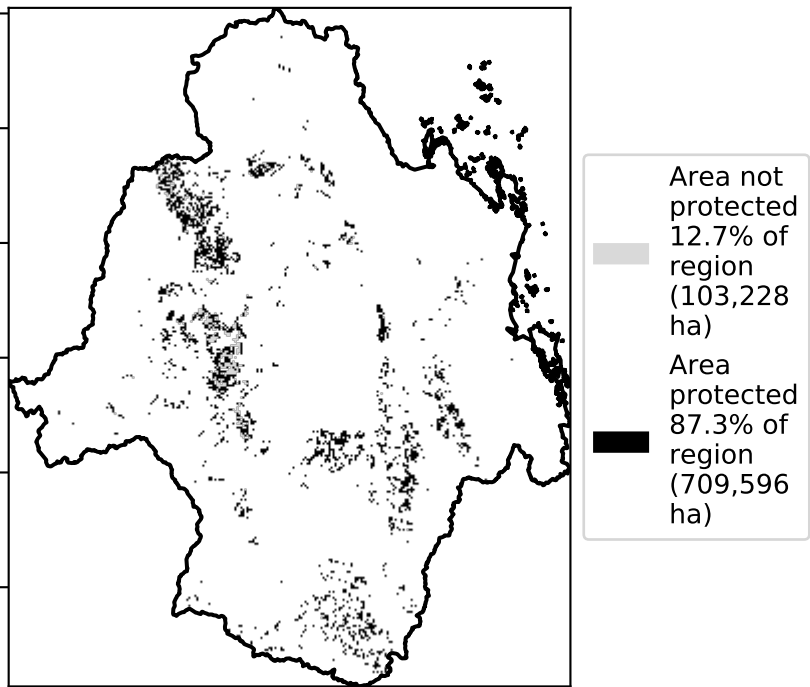 Area not
protected
12.7% of
region
(103,228
ha)
Area
protected
87.3% of
region
(709,596
ha)